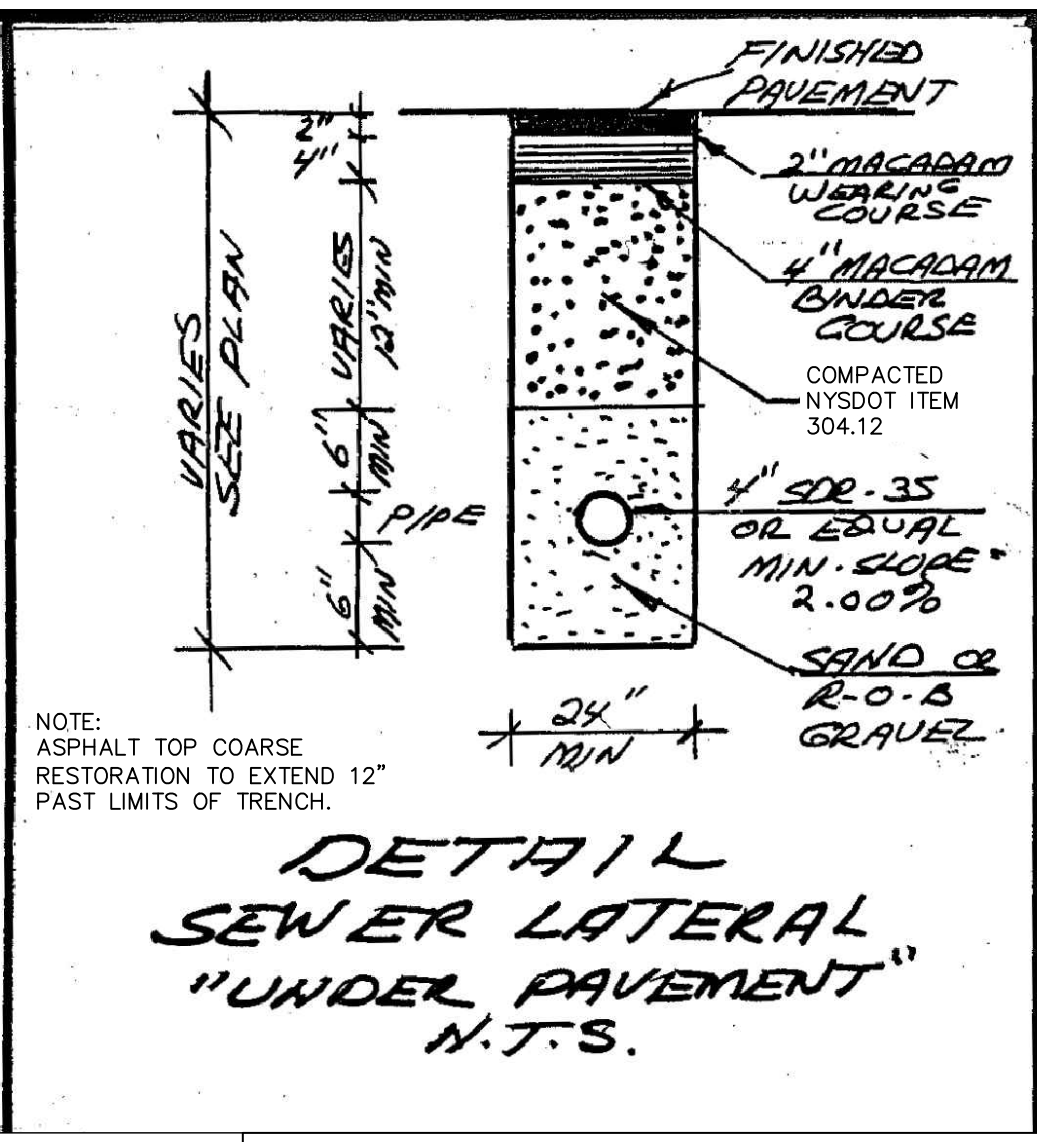 FINISHED
PAVEMENT
2"
4"
2" MACADAM
WEARING
COURSE
4" MACADAM
BINDER
COURSE
VARIES
SEE PLAN
VARIES
12" MIN
COMPACTED
NYSDOT ITEM
304.12
6"
MIN
PIPE
4" SDR-35
OR EQUAL
MIN. SLOPE =
2.00%
6"
MIN
SAND OR
R-O-B
GRAVEL
24"
MIN
NOTE:
ASPHALT TOP COARSE
RESTORATION TO EXTEND 12"
PAST LIMITS OF TRENCH.
DETAIL
SEWER LATERAL
"UNDER PAVEMENT"
N.T.S.